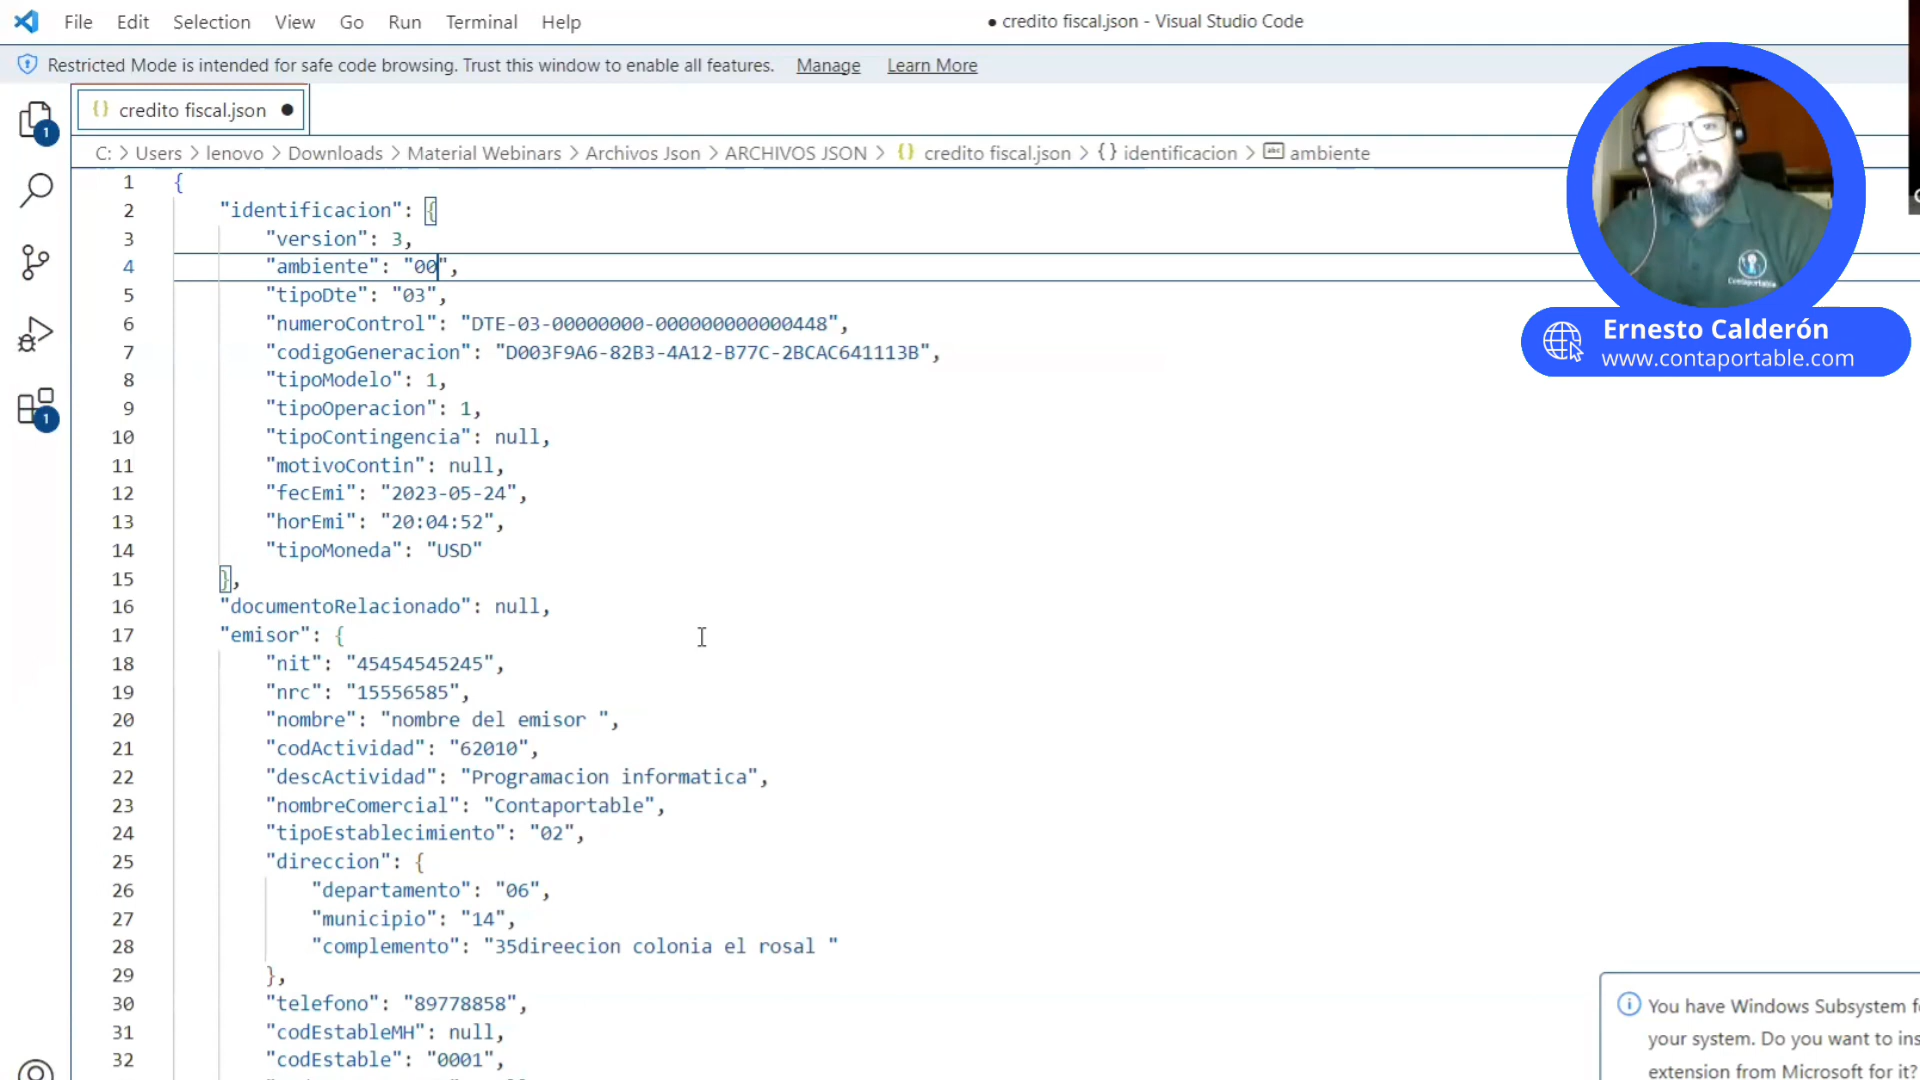 File Edit Selection View Go Run Terminal Help
● credito fiscal.json - Visual Studio Code
Restricted Mode is intended for safe code browsing. Trust this window to enable all features. Manage Learn More
{} credito fiscal.json ●
C: > Users > lenovo > Downloads > Material Webinars > Archivos Json > ARCHIVOS JSON > {} credito fiscal.json > {} identificacion > abc ambiente
1 {
2 "identificacion": {
3 "version": 3,
4 "ambiente": "00",
5 "tipoDte": "03",
6 "numeroControl": "DTE-03-00000000-000000000000448",
7 "codigoGeneracion": "D003F9A6-82B3-4A12-B77C-2BCAC641113B",
8 "tipoModelo": 1,
9 "tipoOperacion": 1,
10 "tipoContingencia": null,
11 "motivoContin": null,
12 "fecEmi": "2023-05-24",
13 "horEmi": "20:04:52",
14 "tipoMoneda": "USD"
15 },
16 "documentoRelacionado": null,
17 "emisor": {
18 "nit": "45454545245",
19 "nrc": "15556585",
20 "nombre": "nombre del emisor ",
21 "codActividad": "62010",
22 "descActividad": "Programacion informatica",
23 "nombreComercial": "Contaportable",
24 "tipoEstablecimiento": "02",
25 "direccion": {
26 "departamento": "06",
27 "municipio": "14",
28 "complemento": "35direecion colonia el rosal "
29 },
30 "telefono": "89778858",
31 "codEstableMH": null,
32 "codEstable": "0001",
1
1
Contaportable
Ernesto Calderón
www.contaportable.com
You have Windows Subsystem f
your system. Do you want to ins
extension from Microsoft for it?